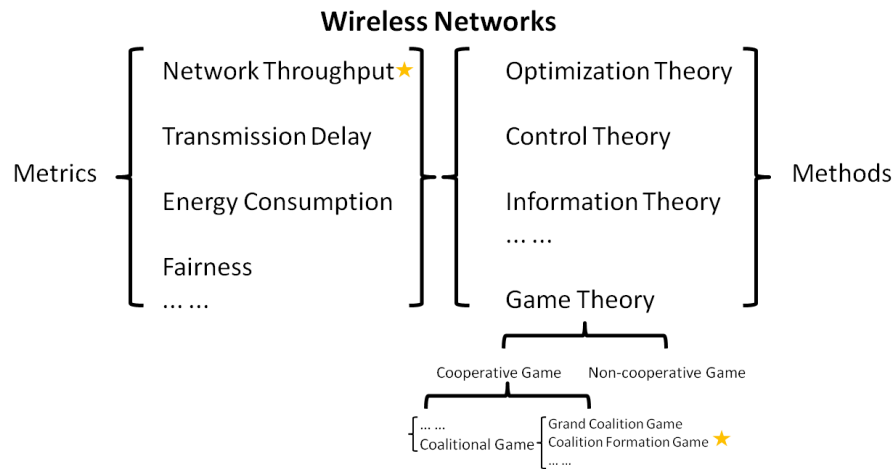 Wireless Networks
Metrics
Network Throughput
Transmission Delay
Energy Consumption
Fairness
... ...
Optimization Theory
Control Theory
Information Theory
... ...
Game Theory
Methods
Cooperative Game
Non-cooperative Game
... ...
Coalitional Game
Grand Coalition Game
Coalition Formation Game
... ...